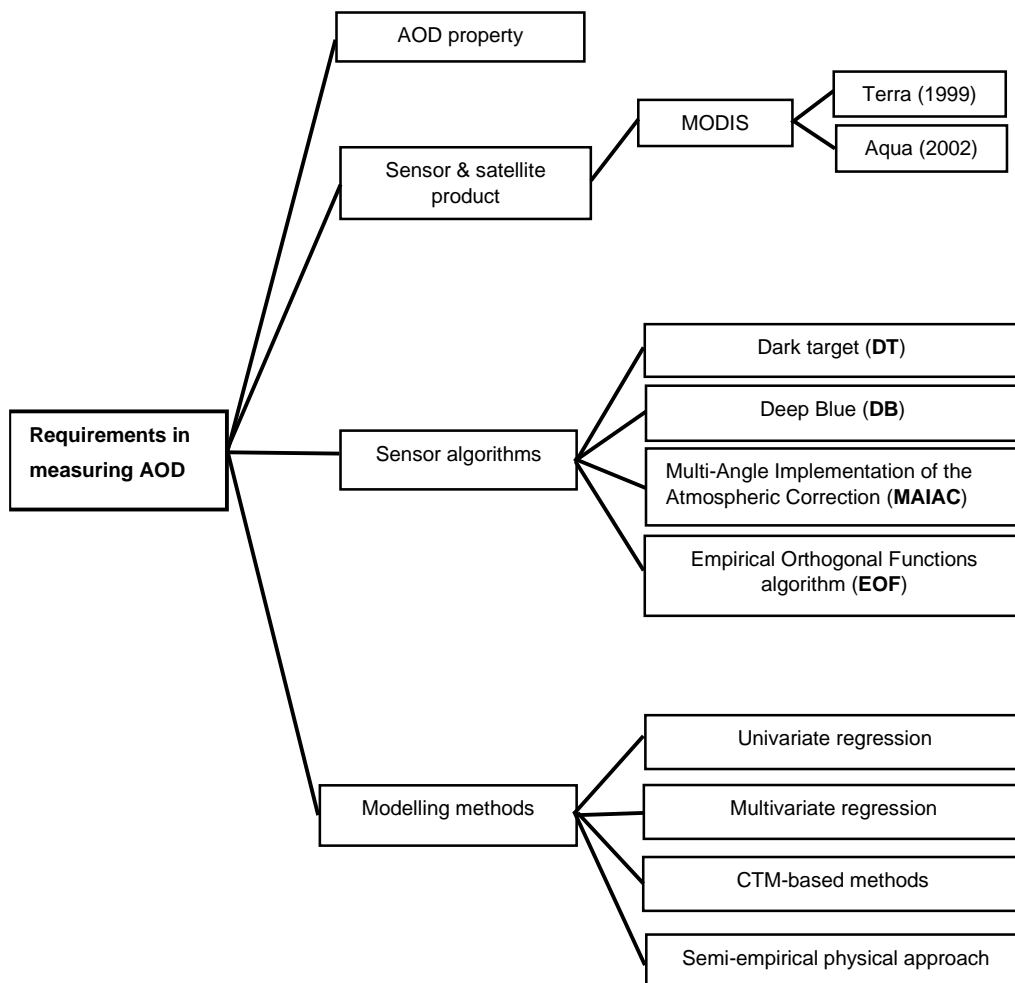 AOD property
Terra (1999)
MODIS
Aqua (2002)
Sensor & satellite
product
Dark target (DT)
Deep Blue (DB)
Requirements in
measuring AOD
Sensor algorithms
Multi-Angle Implementation of the
Atmospheric Correction (MAIAC)
Empirical Orthogonal Functions
algorithm (EOF)
Univariate regression
Modelling methods
Multivariate regression
CTM-based methods
Semi-empirical physical approach